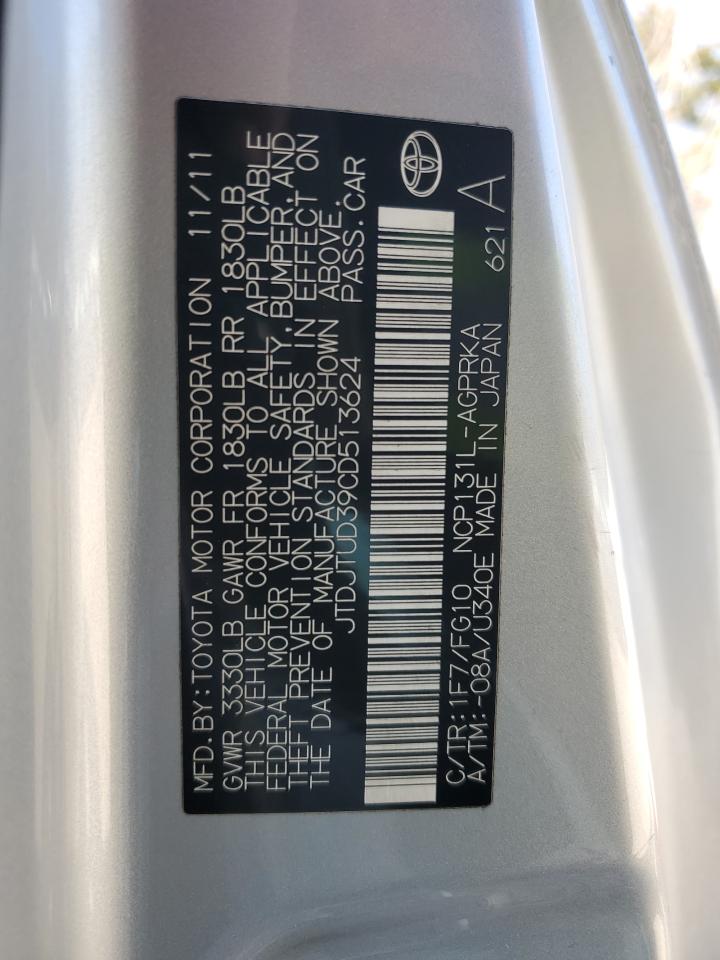 MFD.BY:TOYOTA MOTOR CORPORATION 11/11
GVWR 3330LB GAWR FR 1830LB RR 1830LB
THIS VEHICLE CONFORMS TO ALL APPLICABLE
FEDERAL MOTOR VEHICLE SAFETY,BUMPER,AND
THEFT PREVENTION STANDARDS IN EFFECT ON
THE DATE OF MANUFACTURE SHOWN ABOVE.
JTDJTUD39CD513624 PASS.CAR
C/TR:1F7/FG10 NCP131L-AGPRKA 621 A
A/TM:-08A/U340E MADE IN JAPAN